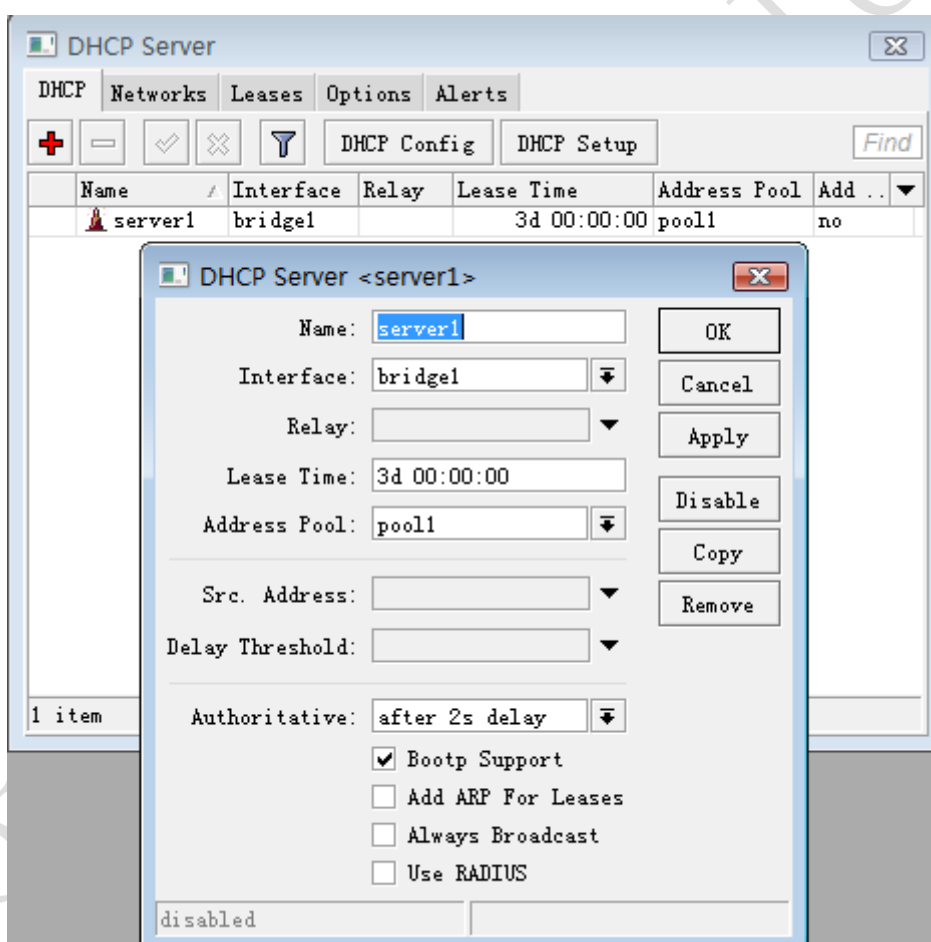 DHCP Server
DHCP Networks Leases Options Alerts
DHCP Config DHCP Setup Find
Name Interface Relay Lease Time Address Pool Add ..
server1 bridge1 3d 00:00:00 pool1 no
DHCP Server <server1>
Name: server1 OK
Interface: bridge1 Cancel
Relay: Apply
Lease Time: 3d 00:00:00 Disable
Address Pool: pool1 Copy
Src. Address: Remove
Delay Threshold:
1 item Authoritative: after 2s delay
Bootp Support
Add ARP For Leases
Always Broadcast
Use RADIUS
disabled